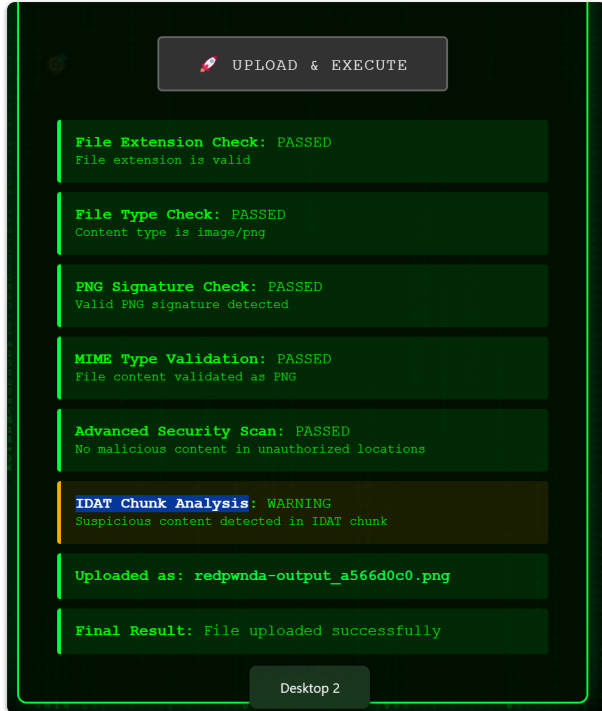 🚀 UPLOAD & EXECUTE
File Extension Check: PASSED
File extension is valid
File Type Check: PASSED
Content type is image/png
PNG Signature Check: PASSED
Valid PNG signature detected
MIME Type Validation: PASSED
File content validated as PNG
Advanced Security Scan: PASSED
No malicious content in unauthorized locations
IDAT Chunk Analysis: WARNING
Suspicious content detected in IDAT chunk
Uploaded as: redpwnda-output_a566d0c0.png
Final Result: File uploaded successfully
Desktop 2